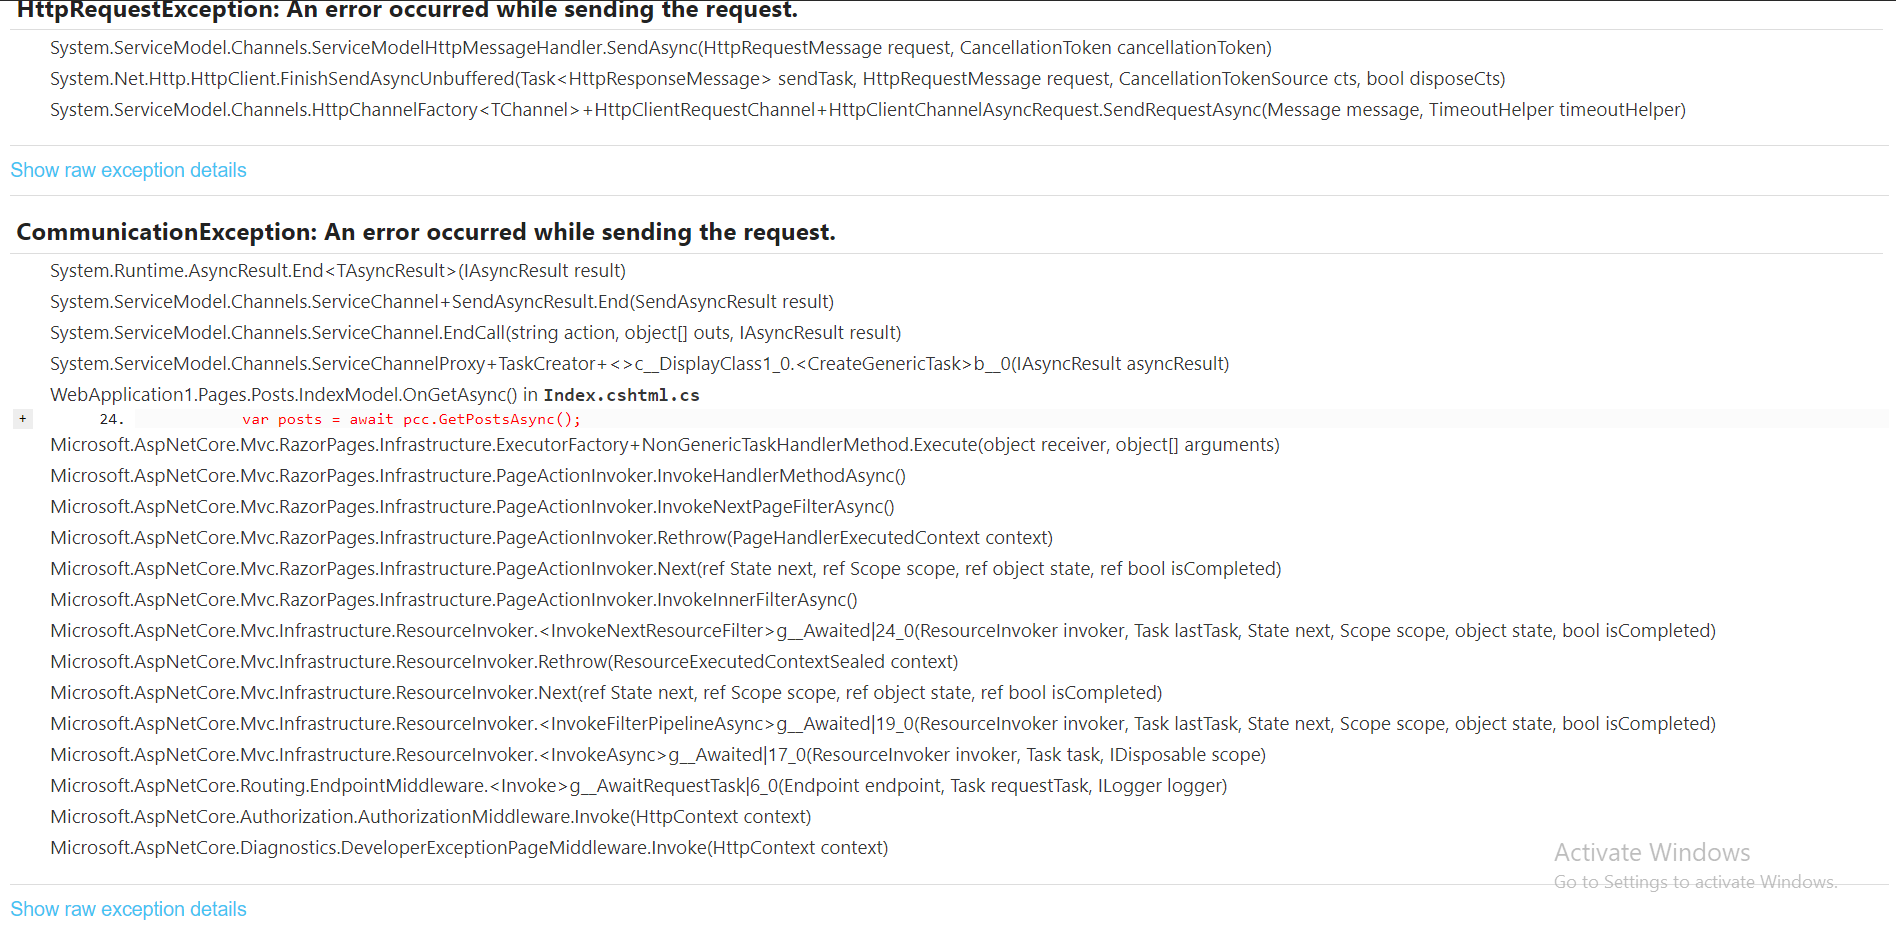 HttpRequestException: An error occurred while sending the request.
System.ServiceModel.Channels.ServiceModelHttpMessageHandler.SendAsync(HttpRequestMessage request, CancellationToken cancellationToken)
System.Net.Http.HttpClient.FinishSendAsyncUnbuffered(Task<HttpResponseMessage> sendTask, HttpRequestMessage request, CancellationTokenSource cts, bool disposeCts)
System.ServiceModel.Channels.HttpChannelFactory<TChannel>+HttpClientRequestChannel+HttpClientChannelAsyncRequest.SendRequestAsync(Message message, TimeoutHelper timeoutHelper)
Show raw exception details
CommunicationException: An error occurred while sending the request.
System.Runtime.AsyncResult.End<TAsyncResult>(IAsyncResult result)
System.ServiceModel.Channels.ServiceChannel+SendAsyncResult.End(SendAsyncResult result)
System.ServiceModel.Channels.ServiceChannel.EndCall(string action, object[] outs, IAsyncResult result)
System.ServiceModel.Channels.ServiceChannelProxy+TaskCreator+<>c__DisplayClass1_0.<CreateGenericTask>b__0(IAsyncResult asyncResult)
WebApplication1.Pages.Posts.IndexModel.OnGetAsync() in Index.cshtml.cs
+ 24. var posts = await pcc.GetPostsAsync();
Microsoft.AspNetCore.Mvc.RazorPages.Infrastructure.ExecutorFactory+NonGenericTaskHandlerMethod.Execute(object receiver, object[] arguments)
Microsoft.AspNetCore.Mvc.RazorPages.Infrastructure.PageActionInvoker.InvokeHandlerMethodAsync()
Microsoft.AspNetCore.Mvc.RazorPages.Infrastructure.PageActionInvoker.InvokeNextPageFilterAsync()
Microsoft.AspNetCore.Mvc.RazorPages.Infrastructure.PageActionInvoker.Rethrow(PageHandlerExecutedContext context)
Microsoft.AspNetCore.Mvc.RazorPages.Infrastructure.PageActionInvoker.Next(ref State next, ref Scope scope, ref object state, ref bool isCompleted)
Microsoft.AspNetCore.Mvc.RazorPages.Infrastructure.PageActionInvoker.InvokeInnerFilterAsync()
Microsoft.AspNetCore.Mvc.Infrastructure.ResourceInvoker.<InvokeNextResourceFilter>g__Awaited|24_0(ResourceInvoker invoker, Task lastTask, State next, Scope scope, object state, bool isCompleted)
Microsoft.AspNetCore.Mvc.Infrastructure.ResourceInvoker.Rethrow(ResourceExecutedContextSealed context)
Microsoft.AspNetCore.Mvc.Infrastructure.ResourceInvoker.Next(ref State next, ref Scope scope, ref object state, ref bool isCompleted)
Microsoft.AspNetCore.Mvc.Infrastructure.ResourceInvoker.<InvokeFilterPipelineAsync>g__Awaited|19_0(ResourceInvoker invoker, Task lastTask, State next, Scope scope, object state, bool isCompleted)
Microsoft.AspNetCore.Mvc.Infrastructure.ResourceInvoker.<InvokeAsync>g__Awaited|17_0(ResourceInvoker invoker, Task task, IDisposable scope)
Microsoft.AspNetCore.Routing.EndpointMiddleware.<Invoke>g__AwaitRequestTask|6_0(Endpoint endpoint, Task requestTask, ILogger logger)
Microsoft.AspNetCore.Authorization.AuthorizationMiddleware.Invoke(HttpContext context)
Microsoft.AspNetCore.Diagnostics.DeveloperExceptionPageMiddleware.Invoke(HttpContext context)
Activate Windows
Go to Settings to activate Windows.
Show raw exception details